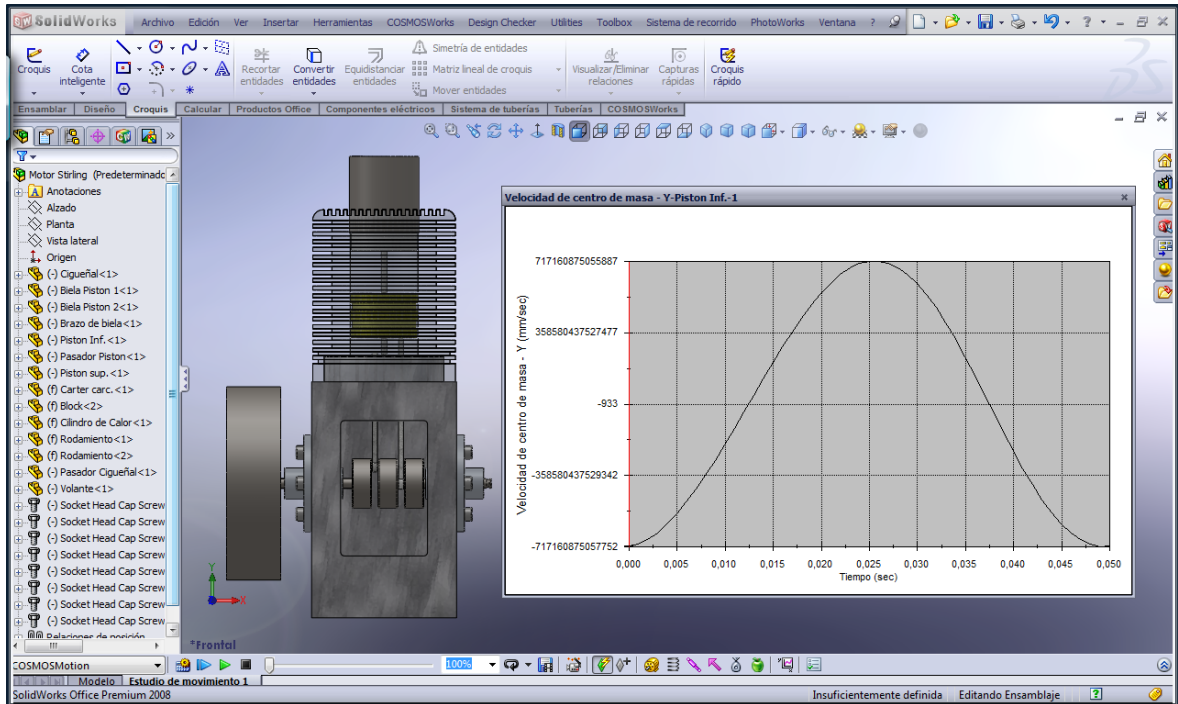 SolidWorks Archivo Edición Ver Insertar Herramientas COSMOSWorks Design Checker Utilities Toolbox Sistema de recorrido PhotoWorks Ventana ?
Croquis
Cota inteligente
Recortar entidades
Convertir entidades
Equidistanciar entidades
Simetría de entidades
Matriz lineal de croquis
Mover entidades
Visualizar/Eliminar relaciones
Capturas rápidas
Croquis rápido
Ensamblar Diseño Croquis Calcular Productos Office Componentes eléctricos Sistema de tuberías Tuberías COSMOSWorks
Motor Stirling (Predeterminadc
Anotaciones
Alzado
Planta
Vista lateral
Origen
(-) Cigueñal<1>
(-) Biela Piston 1<1>
(-) Biela Piston 2<1>
(-) Brazo de biela<1>
(-) Piston Inf.<1>
(-) Pasador Piston<1>
(-) Piston sup.<1>
(f) Carter carc.<1>
(f) Block<2>
(f) Cilindro de Calor<1>
(f) Rodamiento<1>
(f) Rodamiento<2>
(-) Pasador Cigueñal<1>
(-) Volante<1>
(-) Socket Head Cap Screw
(-) Socket Head Cap Screw
(-) Socket Head Cap Screw
(-) Socket Head Cap Screw
(-) Socket Head Cap Screw
(-) Socket Head Cap Screw
(-) Socket Head Cap Screw
(-) Socket Head Cap Screw
Relaciones de posición
Velocidad de centro de masa - Y-Piston Inf.-1
Velocidad de centro de masa - Y (mm/sec)
717160875055887
358580437527477
-933
-358580437529342
-717160875057752
0,000 0,005 0,010 0,015 0,020 0,025 0,030 0,035 0,040 0,045 0,050
Tiempo (sec)
Y
X
*Frontal
COSMOSMotion
100%
Modelo Estudio de movimiento 1
SolidWorks Office Premium 2008
Insuficientemente definida Editando Ensamblaje